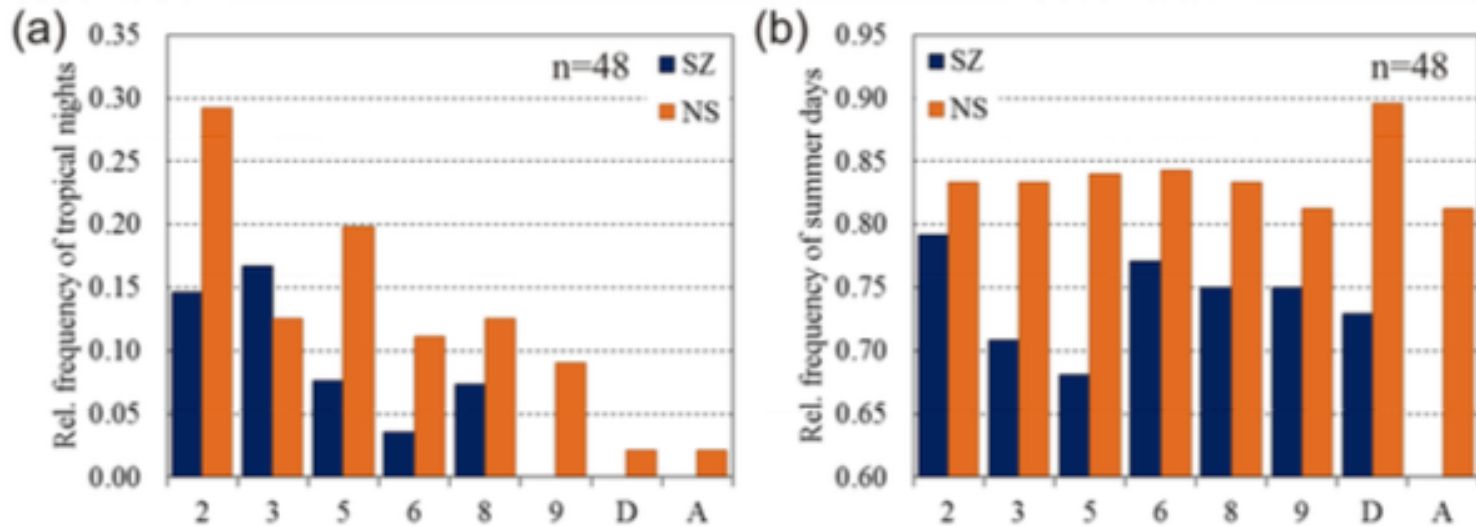 (a)
Rel. frequency of tropical nights
0.35
0.30
0.25
0.20
0.15
0.10
0.05
0.00
n=48
SZ
NS
2 3 5 6 8 9 D A
(b)
Rel. frequency of summer days
0.95
0.90
0.85
0.80
0.75
0.70
0.65
0.60
SZ
NS
n=48
2 3 5 6 8 9 D A